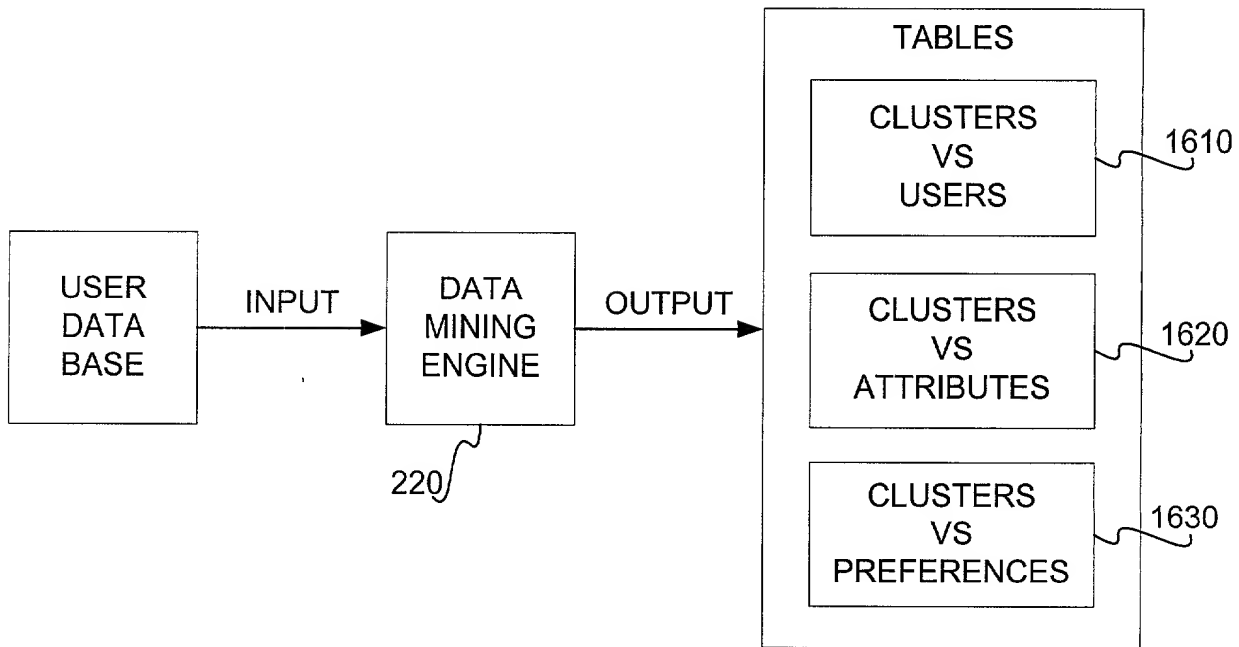 TABLES
CLUSTERS
VS
USERS
1610
USER
DATA
BASE
INPUT
DATA
MINING
ENGINE
220
OUTPUT
CLUSTERS
VS
ATTRIBUTES
1620
CLUSTERS
VS
PREFERENCES
1630